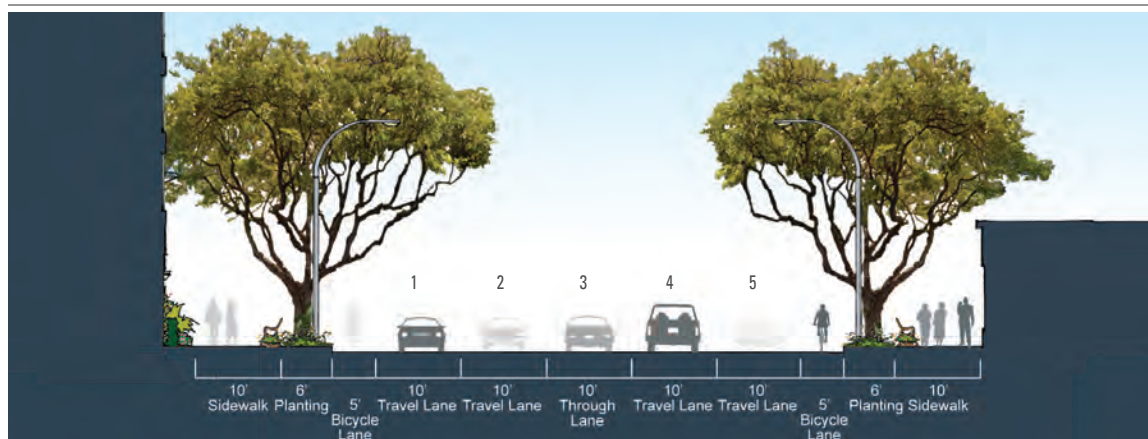 1 2 3 4 5
10' 6' 5' 10' 10' 10' 10' 10' 5' 6' 10'
Sidewalk Planting Bicycle Lane Travel Lane Travel Lane Through Lane Travel Lane Travel Lane Bicycle Lane Planting Sidewalk